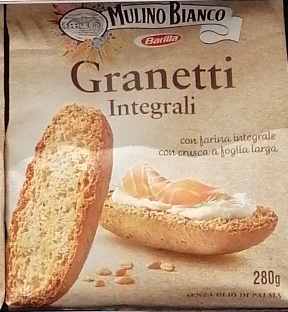 MULINO BIANCO
Barilla
Granetti
Integrali
con farina integrale
con crusca a foglia larga
280g
SENZA OLIO DI PALMA